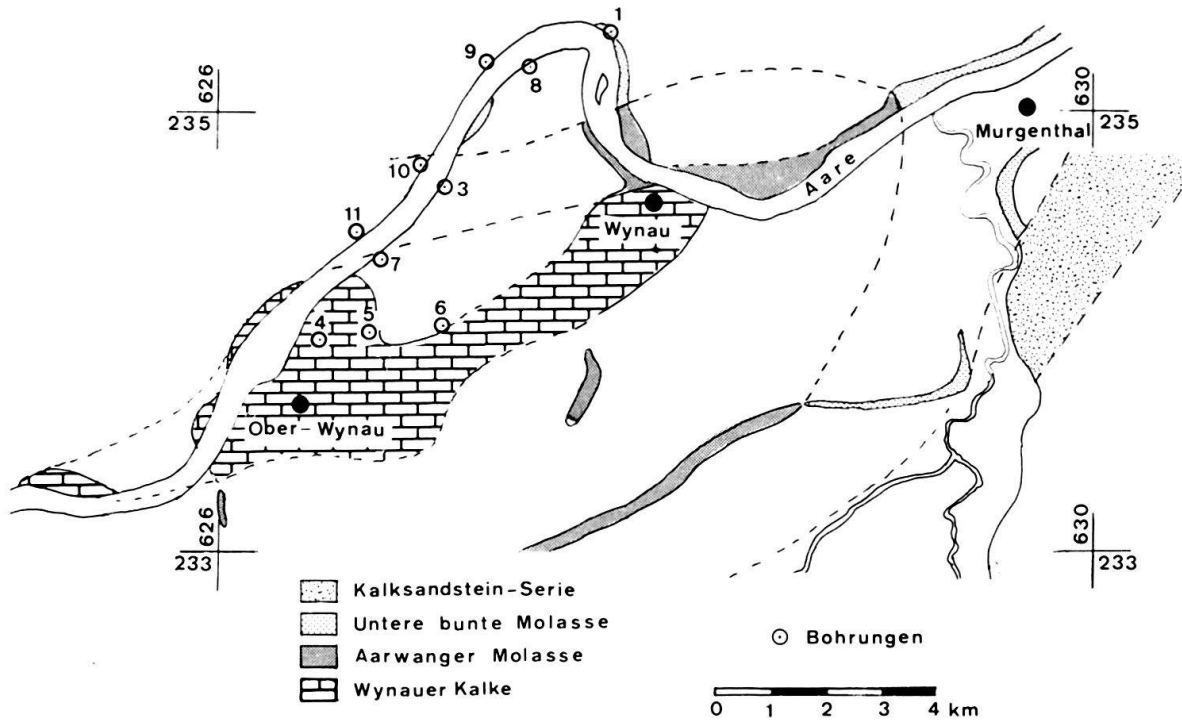 1
9
8
626
235
630
235
Murgenthal
Aare
10
3
11
7
Wynau
6
5
4
Ober-Wynau
626
233
630
233
Kalksandstein-Serie
Untere bunte Molasse
Aarwanger Molasse
Wynauer Kalke
Bohrungen
0 1 2 3 4 km